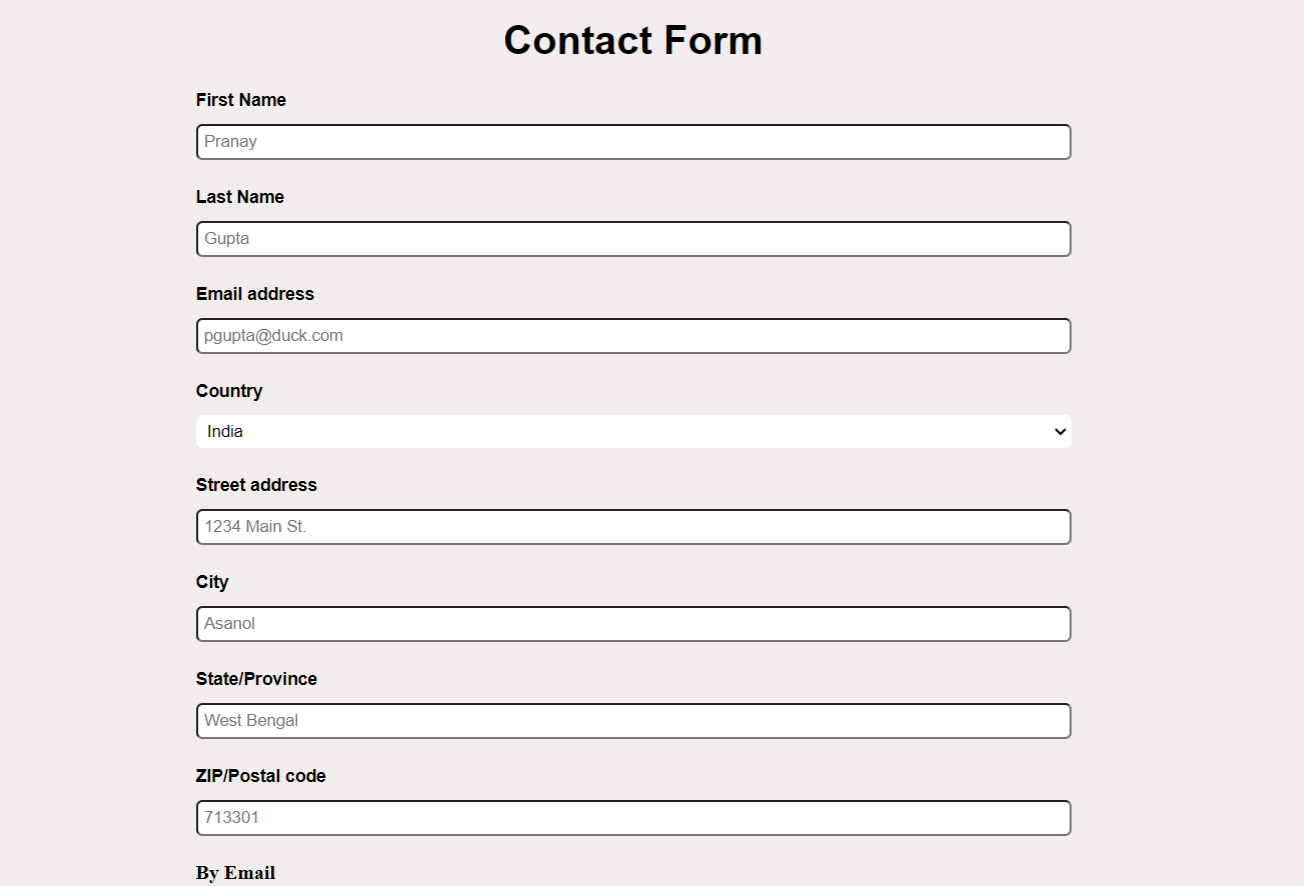 Contact Form
First Name
Pranay
Last Name
Gupta
Email address
pgupta@duck.com
Country
India
Street address
1234 Main St.
City
Asanol
State/Province
West Bengal
ZIP/Postal code
713301
By Email